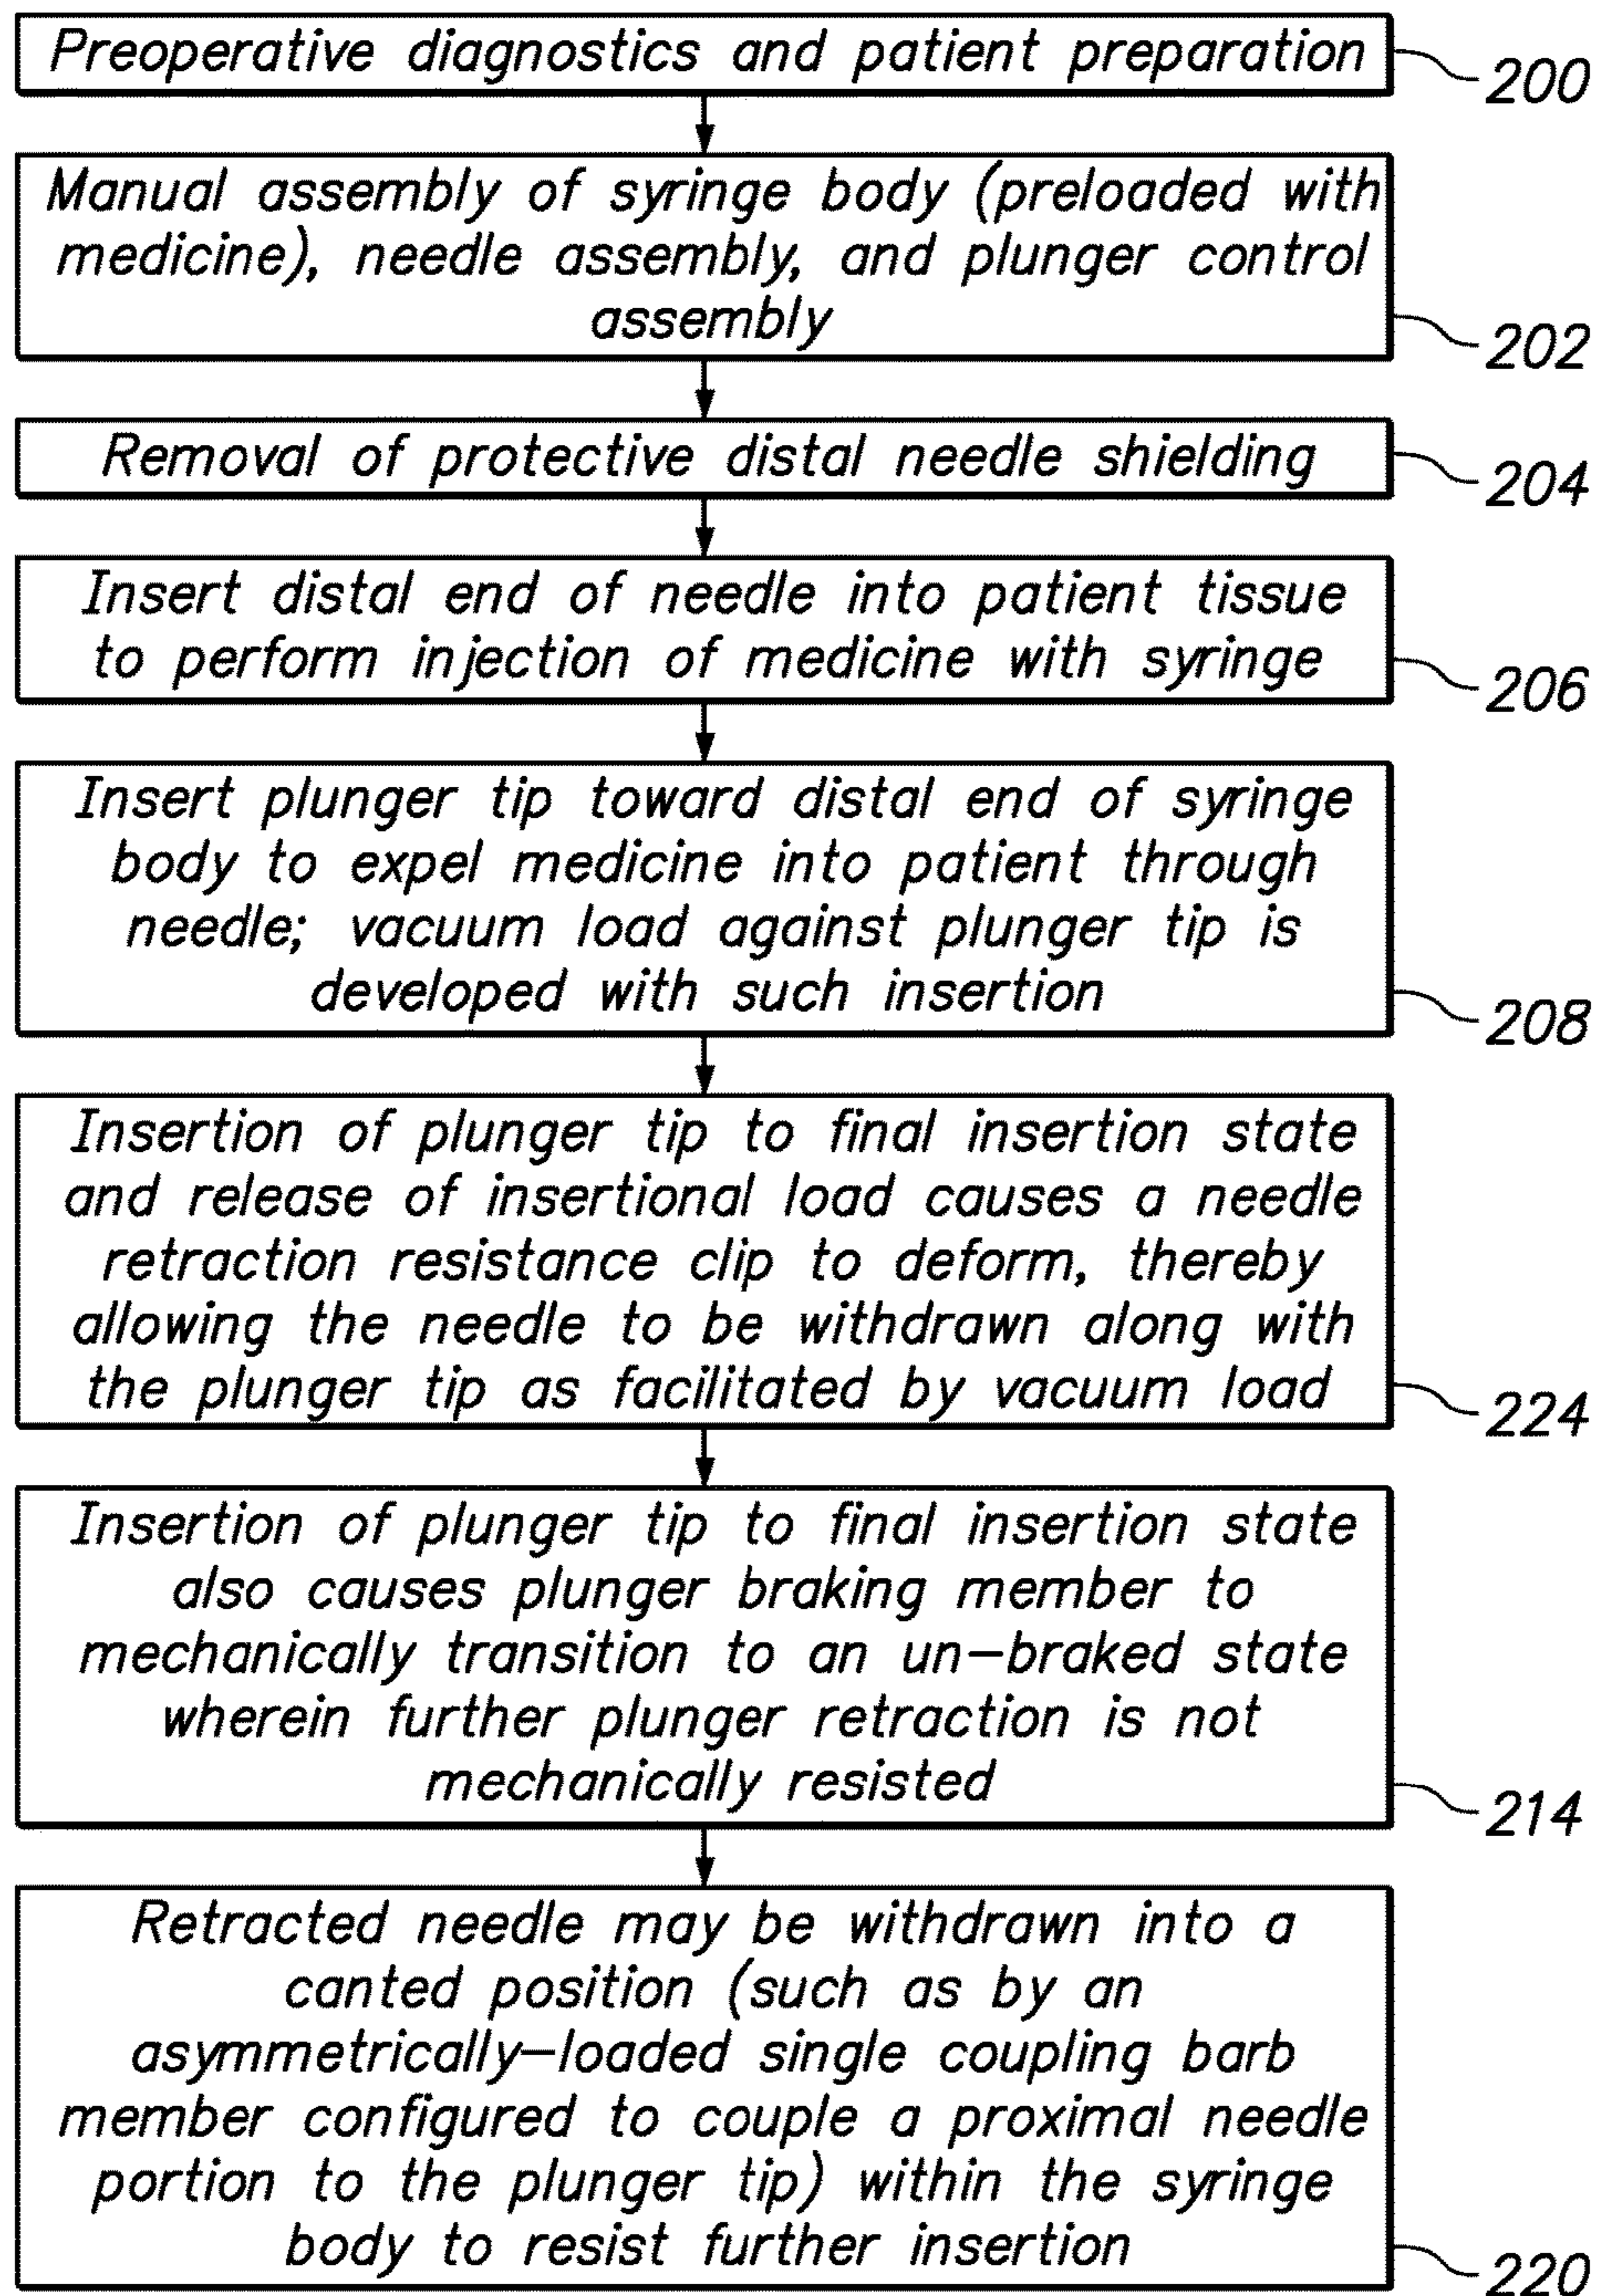 Preoperative diagnostics and patient preparation
200
Manual assembly of syringe body (preloaded with
medicine), needle assembly, and plunger control
assembly
202
Removal of protective distal needle shielding
204
Insert distal end of needle into patient tissue
to perform injection of medicine with syringe
206
Insert plunger tip toward distal end of syringe
body to expel medicine into patient through
needle; vacuum load against plunger tip is
developed with such insertion
208
Insertion of plunger tip to final insertion state
and release of insertional load causes a needle
retraction resistance clip to deform, thereby
allowing the needle to be withdrawn along with
the plunger tip as facilitated by vacuum load
224
Insertion of plunger tip to final insertion state
also causes plunger braking member to
mechanically transition to an un-braked state
wherein further plunger retraction is not
mechanically resisted
214
Retracted needle may be withdrawn into a
canted position (such as by an
asymmetrically-loaded single coupling barb
member configured to couple a proximal needle
portion to the plunger tip) within the syringe
body to resist further insertion
220